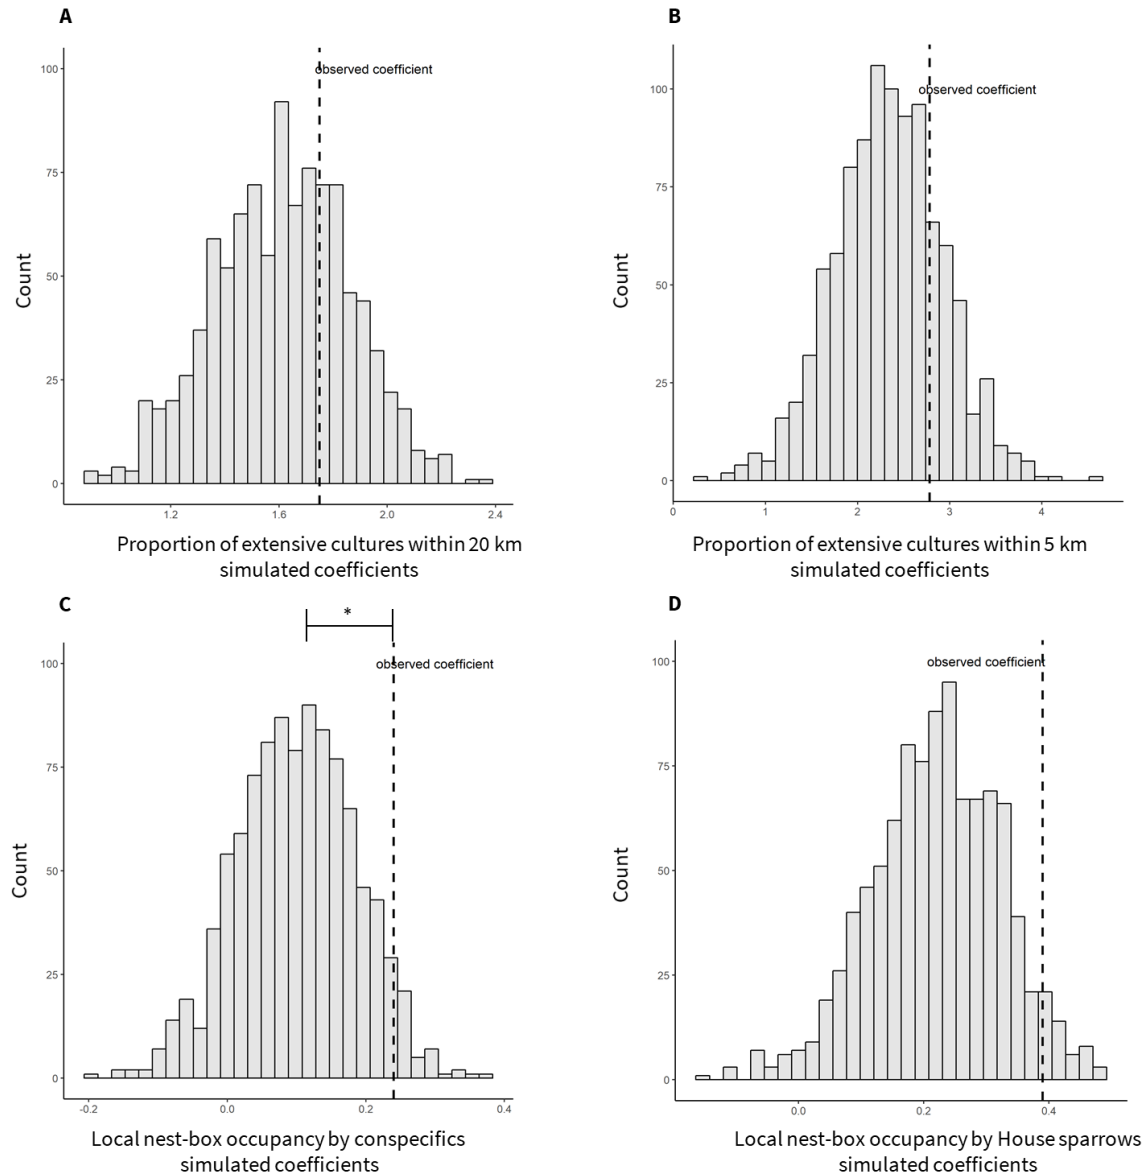 A
observed coefficient
100
75
50
25
0
Count
1.2
1.6
2.0
2.4
Proportion of extensive cultures within 20 km
simulated coefficients
B
observed coefficient
100
75
50
25
0
Count
0
1
2
3
4
Proportion of extensive cultures within 5 km
simulated coefficients
C
*
observed coefficient
100
75
50
25
0
Count
-0.2
0.0
0.2
0.4
Local nest-box occupancy by conspecifics
simulated coefficients
D
observed coefficient
100
75
50
25
0
Count
0.0
0.2
0.4
Local nest-box occupancy by House sparrows
simulated coefficients